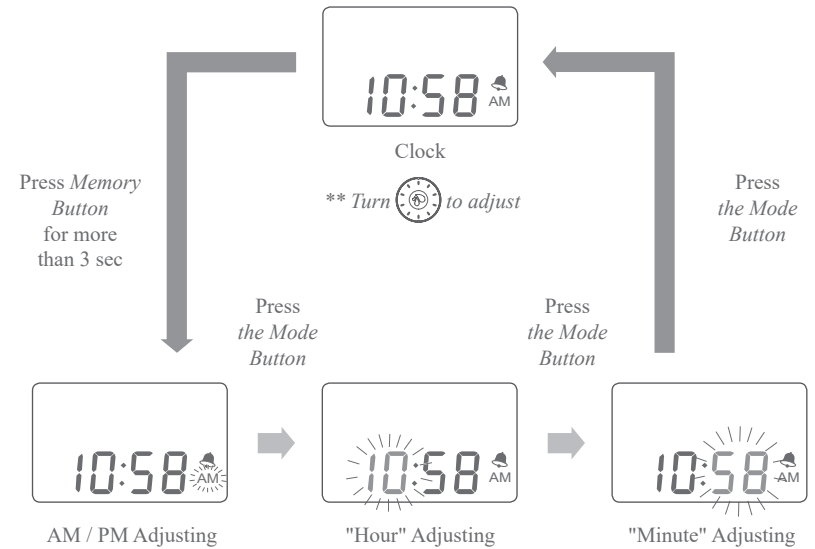 10:58 AM
Clock
** Turn to adjust
Press Memory
Button
for more
than 3 sec
Press
the Mode
Button
Press
the Mode
Button
Press
the Mode
Button
10:58 AM
AM / PM Adjusting
10:58 AM
"Hour" Adjusting
10:58 AM
"Minute" Adjusting